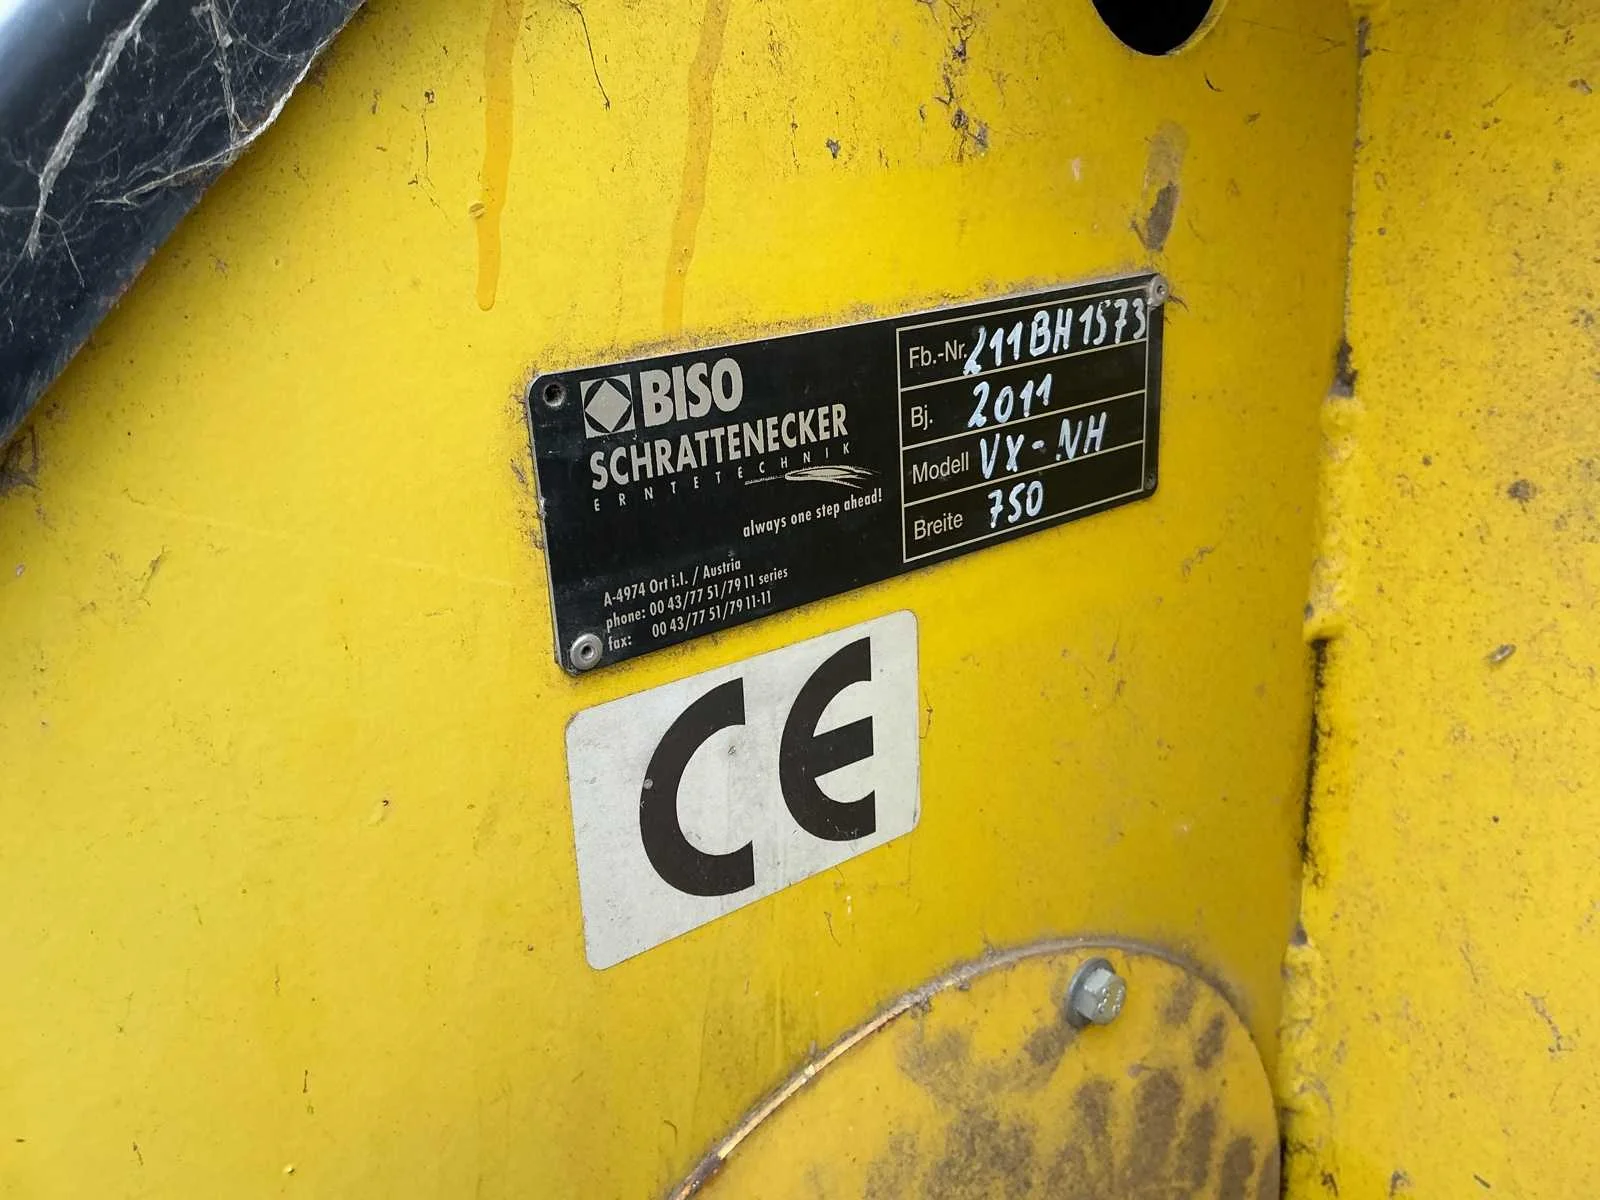 BISO
SCHRATTENECKER
ERNTETECHNIK
always one step ahead!
A-4974 Ort i.I. / Austria
phone: 00 43/77 51/79 11 series
fax: 00 43/77 51/79 11-11
Fb.-Nr. 211BH1573
Bj. 2011
Modell VX-NH
Breite 750
CE